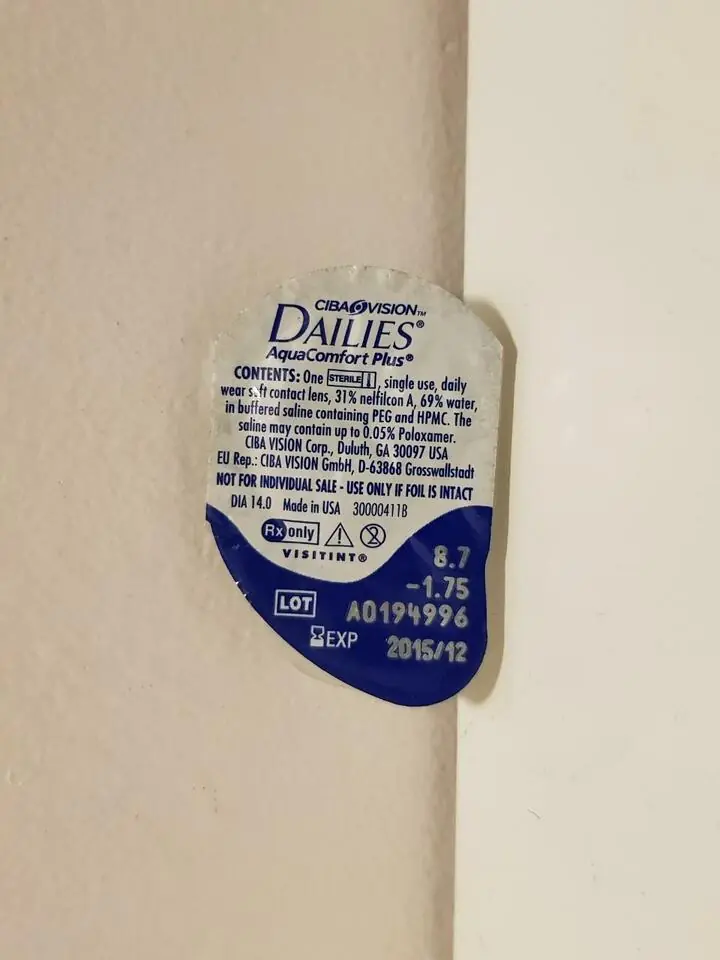 CIBA VISION™
DAILIES®
AquaComfort Plus®
CONTENTS: One STERILE, single use, daily
wear soft contact lens, 31% nelfilcon A, 69% water,
in buffered saline containing PEG and HPMC. The
saline may contain up to 0.05% Poloxamer.
CIBA VISION Corp., Duluth, GA 30097 USA
EU Rep.: CIBA VISION GmbH, D-63868 Grosswallstadt
NOT FOR INDIVIDUAL SALE - USE ONLY IF FOIL IS INTACT
DIA 14.0 Made in USA 30000411B
Rx only
VISITINT®
8.7
-1.75
LOT A0194996
EXP 2015/12